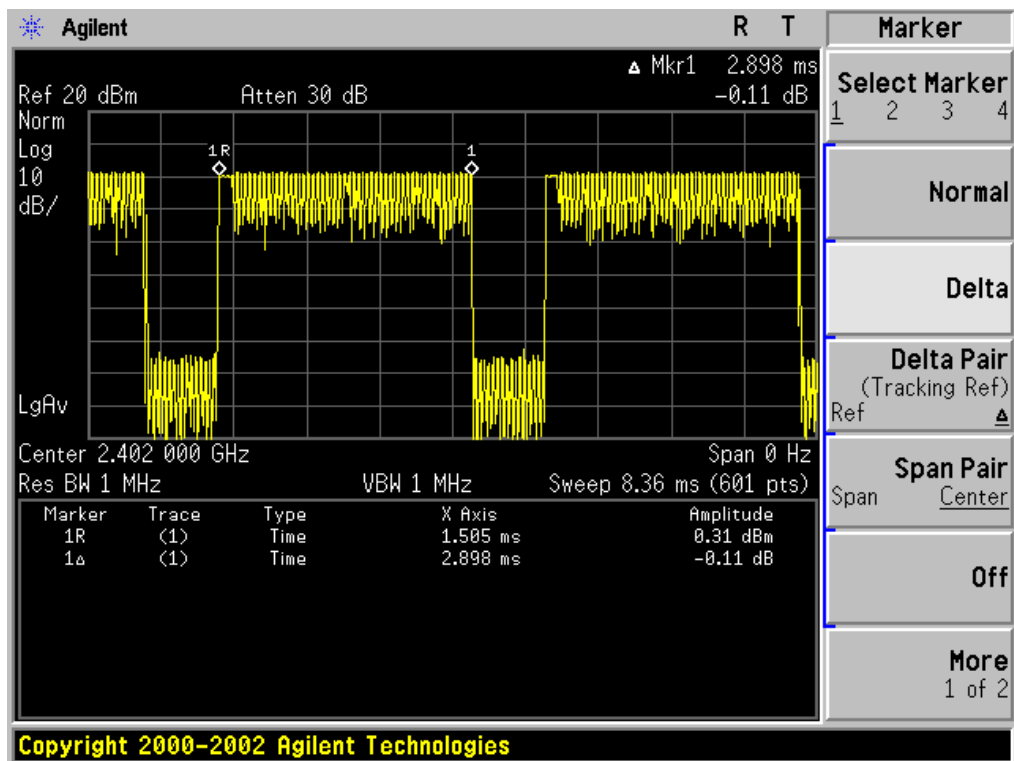 Agilent R T
▵ Mkr1 2.898 ms
Ref 20 dBm Atten 30 dB -0.11 dB
Norm
Log
10
dB/
1R 1
LgAv
Center 2.402 000 GHz Span 0 Hz
Res BW 1 MHz VBW 1 MHz Sweep 8.36 ms (601 pts)
Marker Trace Type X Axis Amplitude
1R (1) Time 1.505 ms 0.31 dBm
1▵ (1) Time 2.898 ms -0.11 dB
Copyright 2000-2002 Agilent Technologies
Marker
Select Marker
1 2 3 4
Normal
Delta
Delta Pair
(Tracking Ref)
Ref ▵
Span Pair
Span Center
Off
More
1 of 2